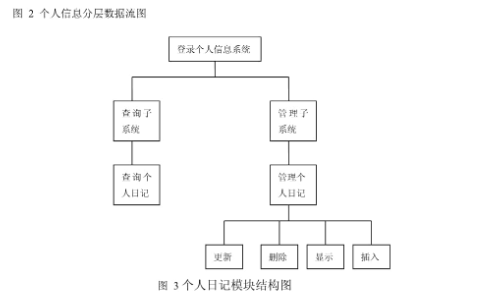 图 2 个人信息分层数据流图
登录个人信息系统
查询子
系统
管理子
系统
查询个
人日记
管理个
人日记
更新
删除
显示
插入
图 3 个人日记模块结构图